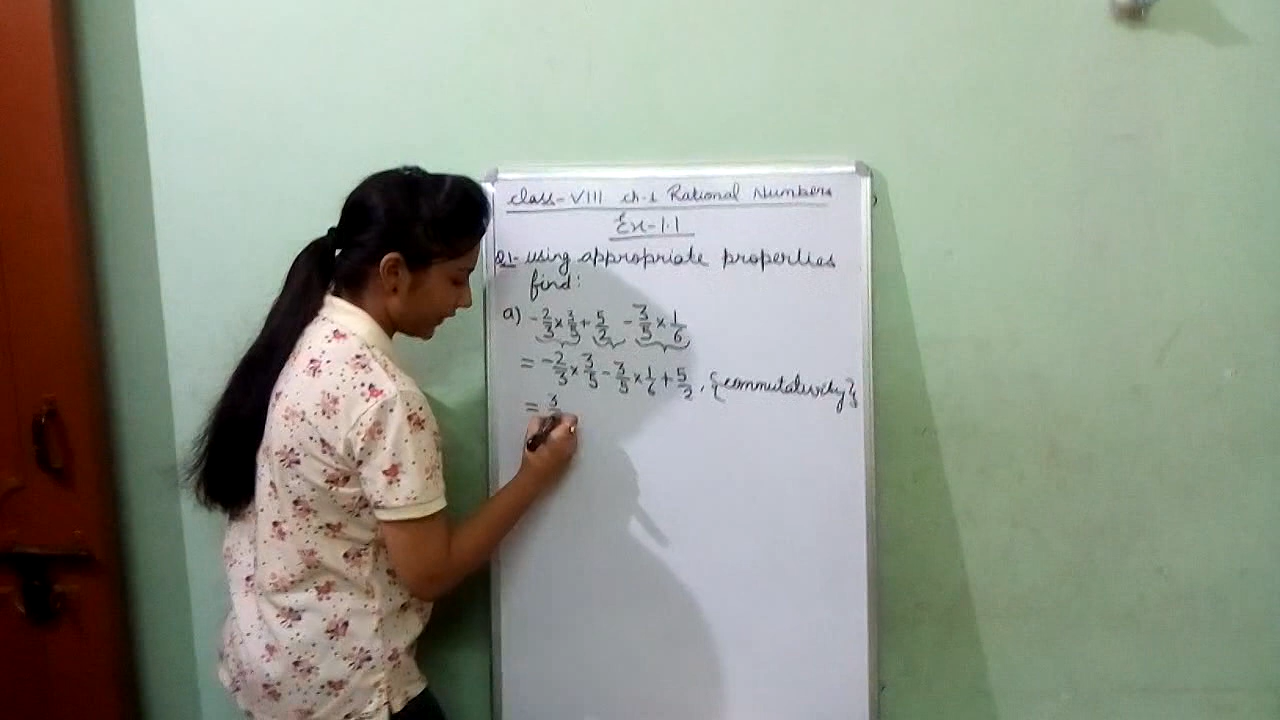 Class-VIII ch-1 Rational Numbers
Ex-1.1
Q1- using appropriate properties
find:
a) -2/3 × 3/5 + 5/2 - 3/5 × 1/6
= -2/3 × 3/5 - 3/5 × 1/6 + 5/2 . {commutativity}
= 3